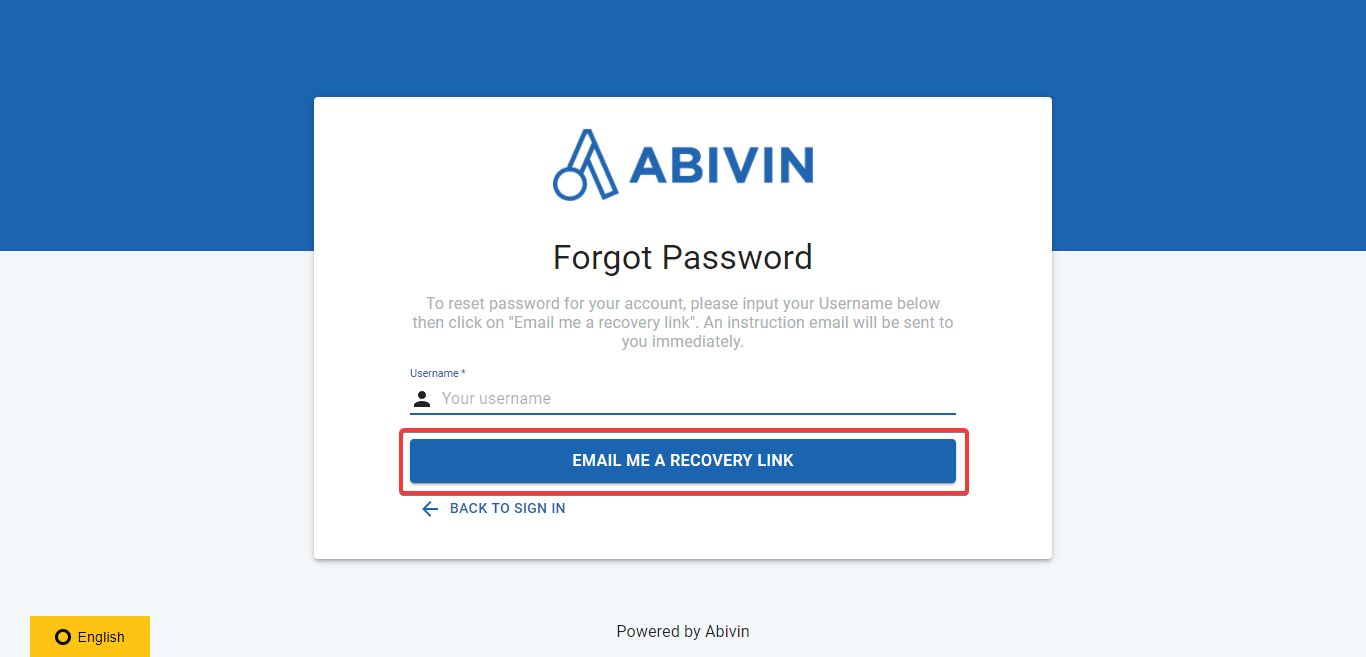 ABIVIN
Forgot Password
To reset password for your account, please input your Username below
then click on "Email me a recovery link". An instruction email will be sent to
you immediately.
Username *
Your username
EMAIL ME A RECOVERY LINK
BACK TO SIGN IN
English
Powered by Abivin